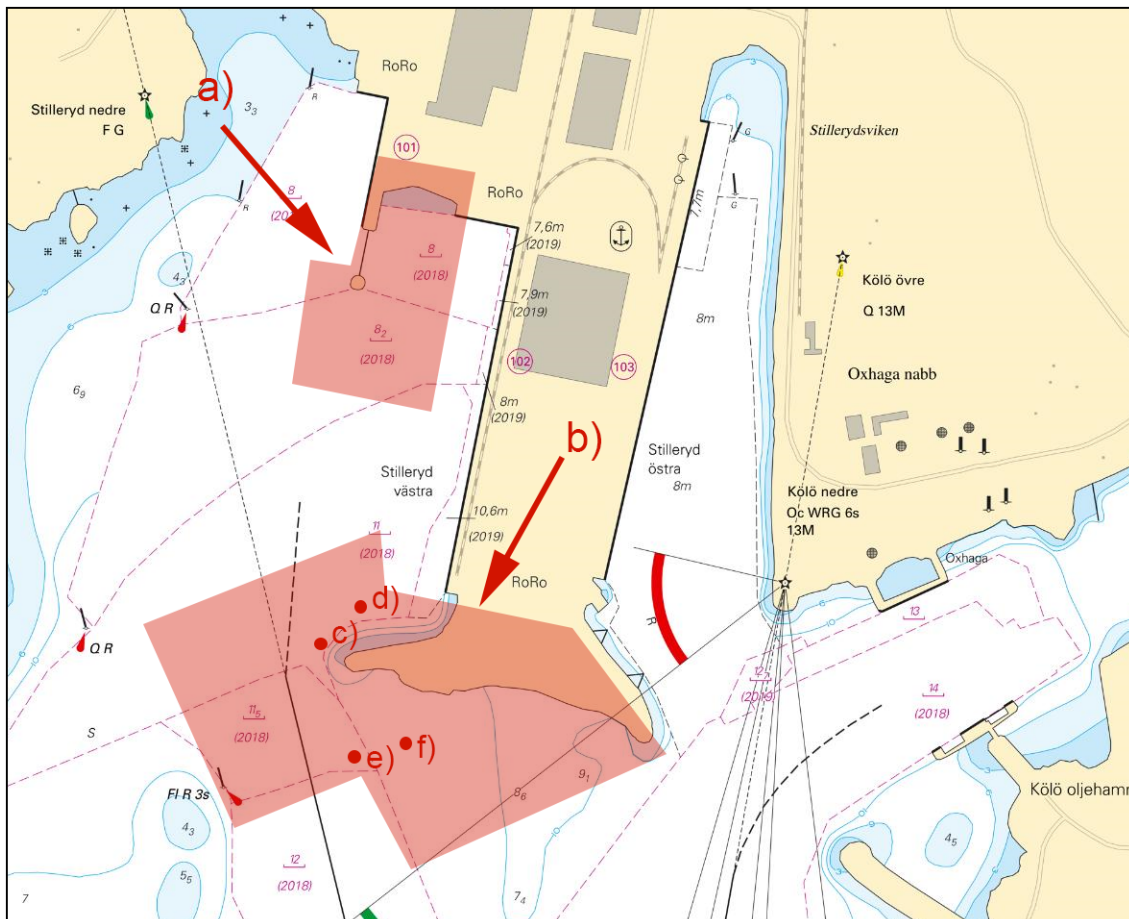 RoRo
a)
Stilleryd nedre
F G
3₃
R
101
G
Stillerydsviken
8
R
RoRo
7,7m
G
7,6m
(2019)
8
(2018)
4₃
Kölö övre
Q R
7,9m
(2019)
Q 13M
8₂
(2018)
8m
102
103
Oxhaga nabb
6₉
8m
(2019)
b)
Stilleryd
västra
Stilleryd
östra
8m
Kölö nedre
Oc WRG 6s
13M
10,6m
(2019)
11
(2018)
Oxhaga
RoRo
d)
13
R
c)
Q R
12₇
(2019)
14
(2018)
11₅
(2018)
S
e)
f)
9₁
8₆
Fl R 3s
Kölö oljehamn
4₃
4₅
12
(2018)
5₅
7
7₄